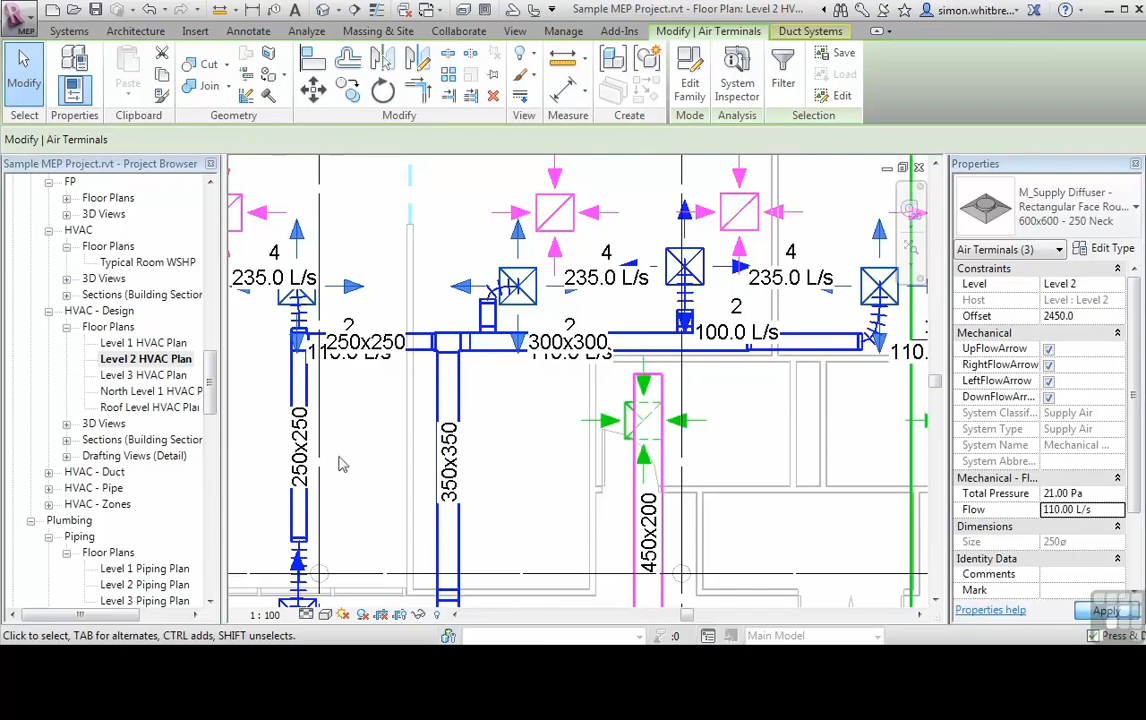 Sample MEP Project.rvt - Floor Plan: Level 2 HV...
simon.whitbre...
MEP
Systems Architecture Insert Annotate Analyze Massing & Site Collaborate View Manage Add-Ins Modify | Air Terminals Duct Systems
Modify
Paste
Cut
Join
Edit Family
System Inspector
Filter
Save
Load
Edit
Select Properties Clipboard Geometry Modify View Measure Create Mode Analysis Selection
Modify | Air Terminals
Sample MEP Project.rvt - Project Browser
FP
Floor Plans
3D Views
HVAC
Floor Plans
Typical Room WSHP
3D Views
Sections (Building Section
HVAC - Design
Floor Plans
Level 1 HVAC Plan
Level 2 HVAC Plan
Level 3 HVAC Plan
North Level 1 HVAC P
Roof Level HVAC Plan
3D Views
Sections (Building Section
Drafting Views (Detail)
HVAC - Duct
HVAC - Pipe
HVAC - Zones
Plumbing
Piping
Floor Plans
Level 1 Piping Plan
Level 2 Piping Plan
Level 3 Piping Plan
4
235.0 L/s
4
235.0 L/s
4
235.0 L/s
2
110.0 L/s
250x250
2
110.0 L/s
300x300
2
100.0 L/s
110.
250x250
350x350
450x200
1 : 100
Properties
M_Supply Diffuser -
Rectangular Face Rou...
600x600 - 250 Neck
Air Terminals (3)
Edit Type
Constraints
Level Level 2
Host Level : Level 2
Offset 2450.0
Mechanical
UpFlowArrow
RightFlowArrow
LeftFlowArrow
DownFlowArr...
System Classif... Supply Air
System Type Supply Air
System Name Mechanical ...
System Abbre...
Mechanical - Fl...
Total Pressure 21.00 Pa
Flow 110.00 L/s
Dimensions
Size 250ø
Identity Data
Comments
Mark
Properties help
Apply
Click to select, TAB for alternates, CTRL adds, SHIFT unselects.
:0
Main Model
Press & D